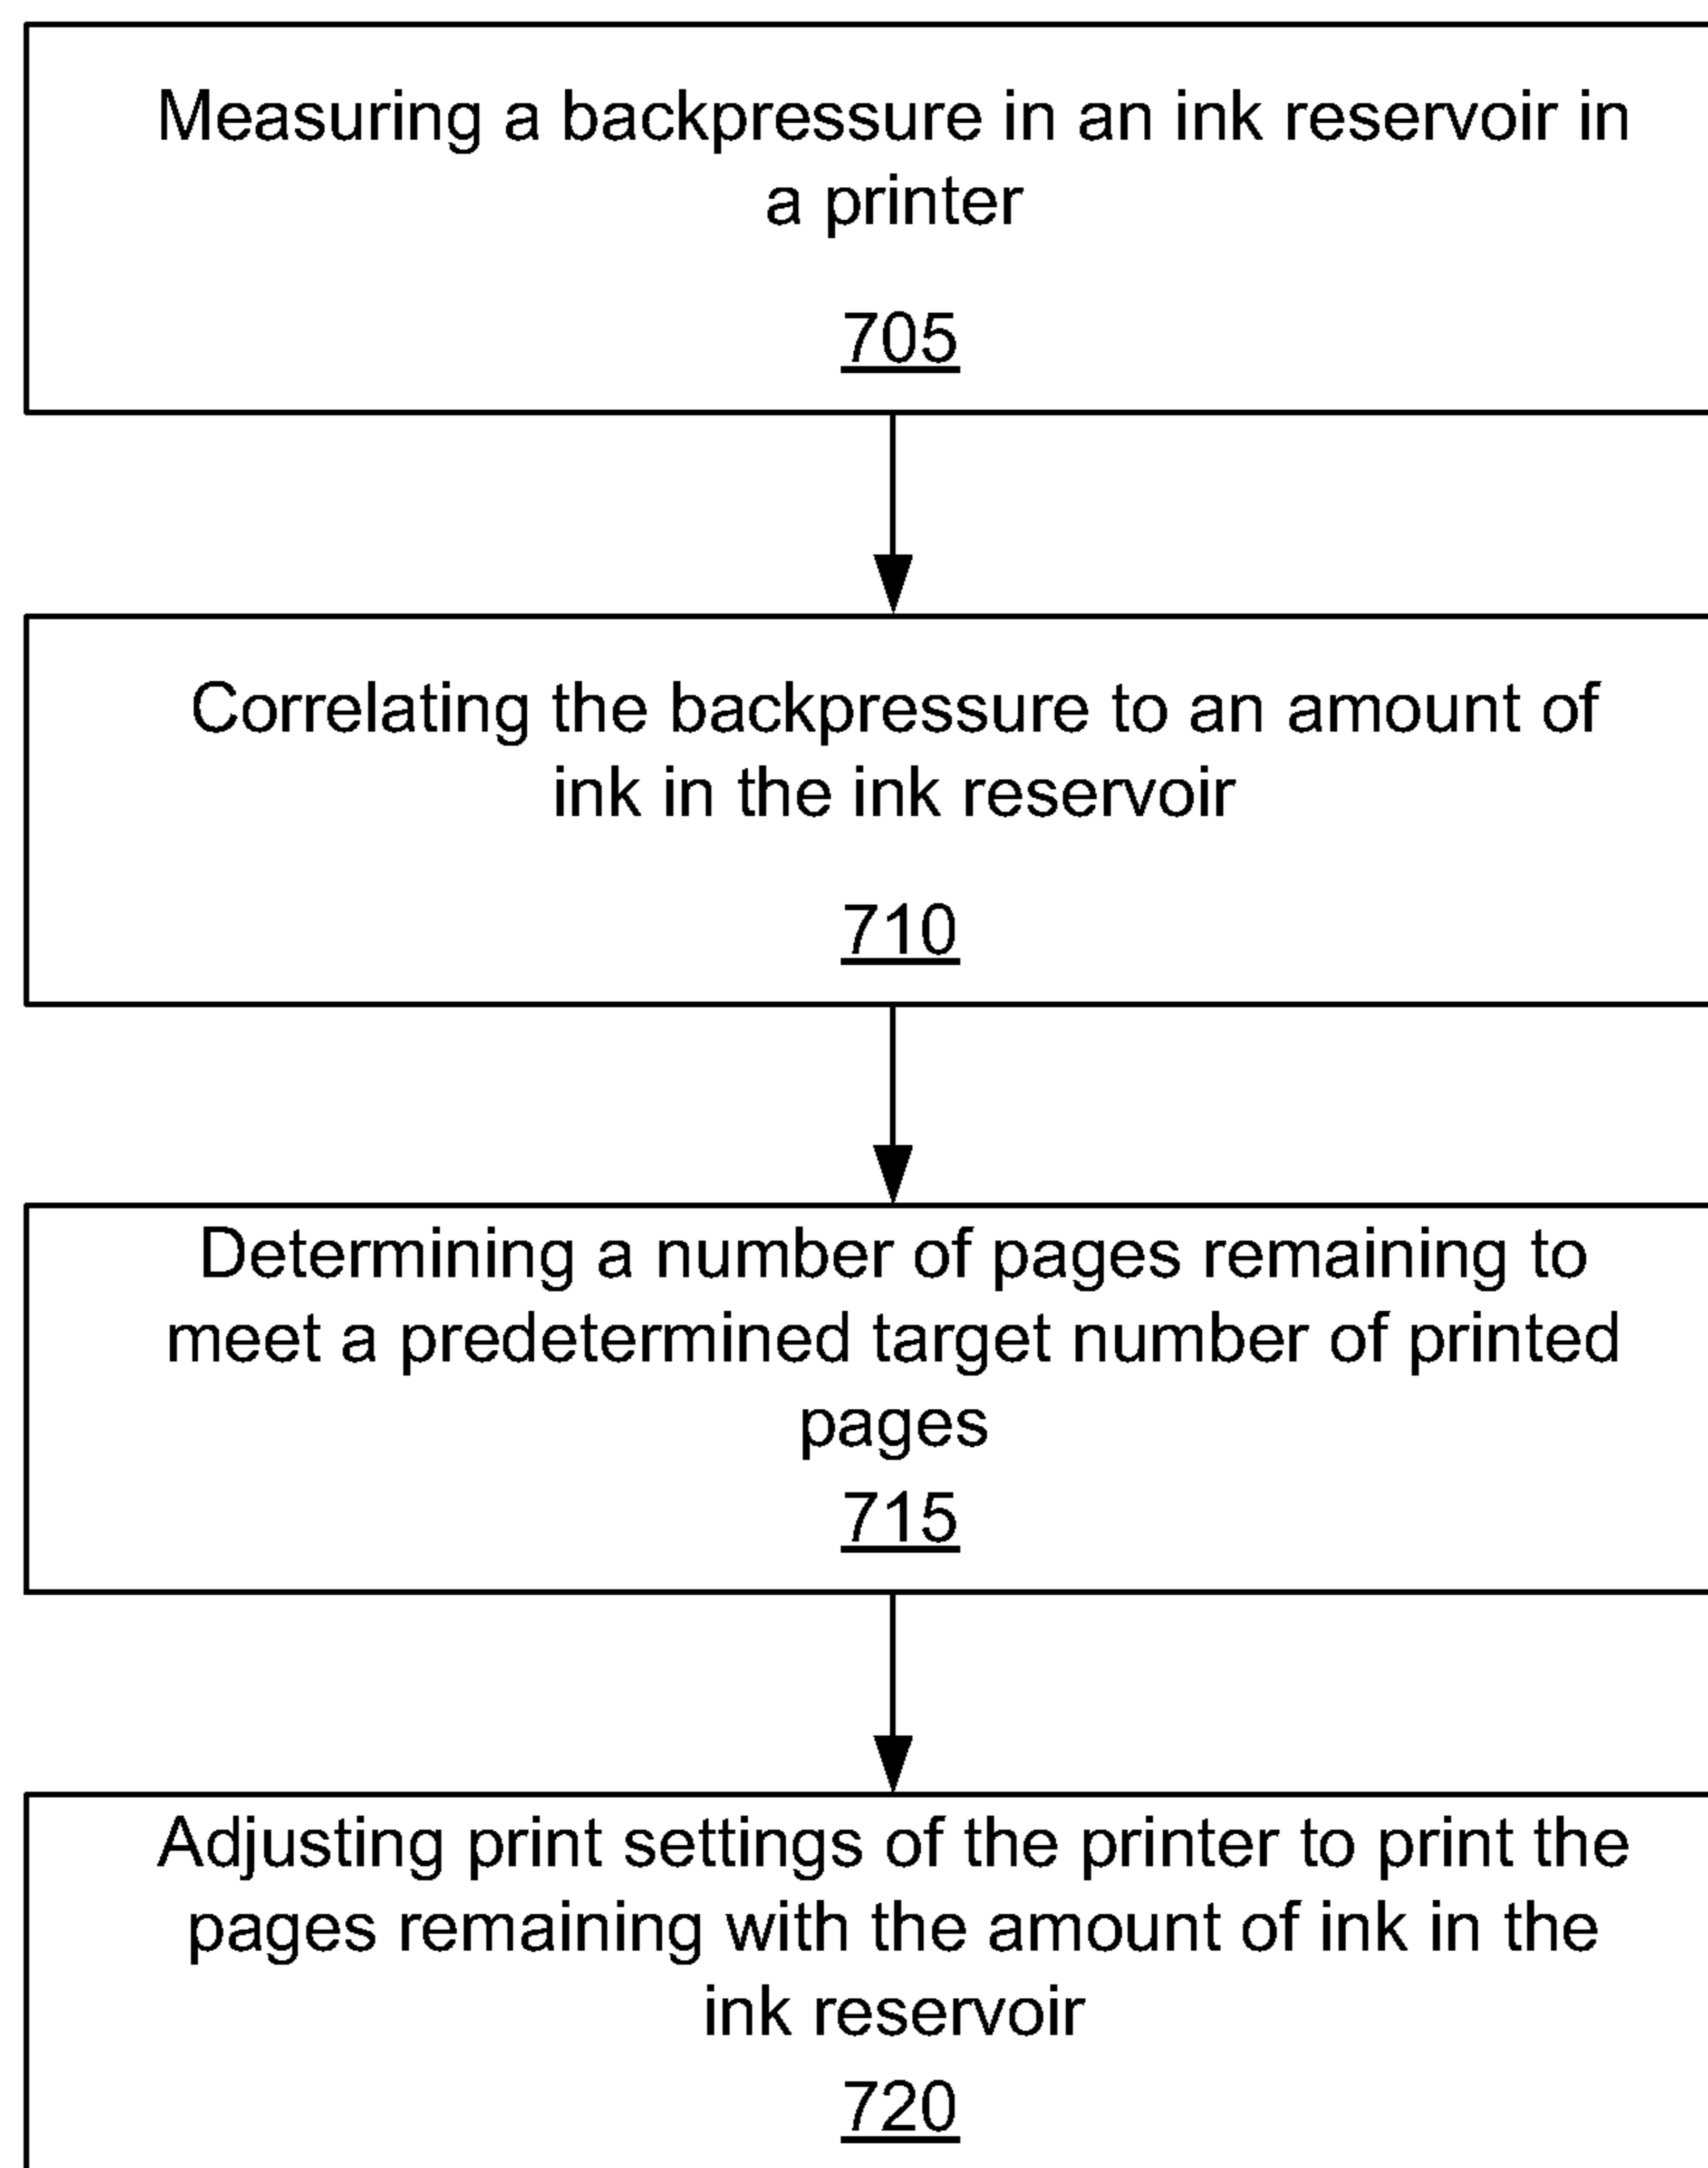 Measuring a backpressure in an ink reservoir in
a printer
705
Correlating the backpressure to an amount of
ink in the ink reservoir
710
Determining a number of pages remaining to
meet a predetermined target number of printed
pages
715
Adjusting print settings of the printer to print the
pages remaining with the amount of ink in the
ink reservoir
720